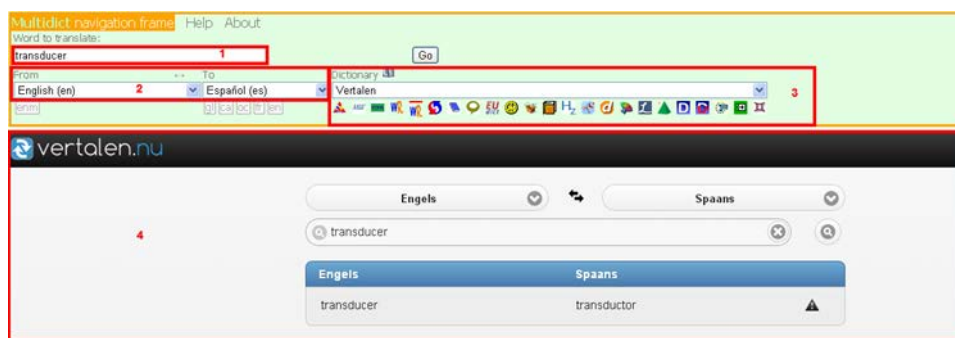 Multidict navigation frame Help About
Word to translate:
transducer 1 Go
From ↔ To Dictionary
English (en) 2 Español (es) Vertalen 3
enm gl ca oc fr en
vertalen.nu
Engels Spaans
4 transducer
Engels Spaans
transducer transductor